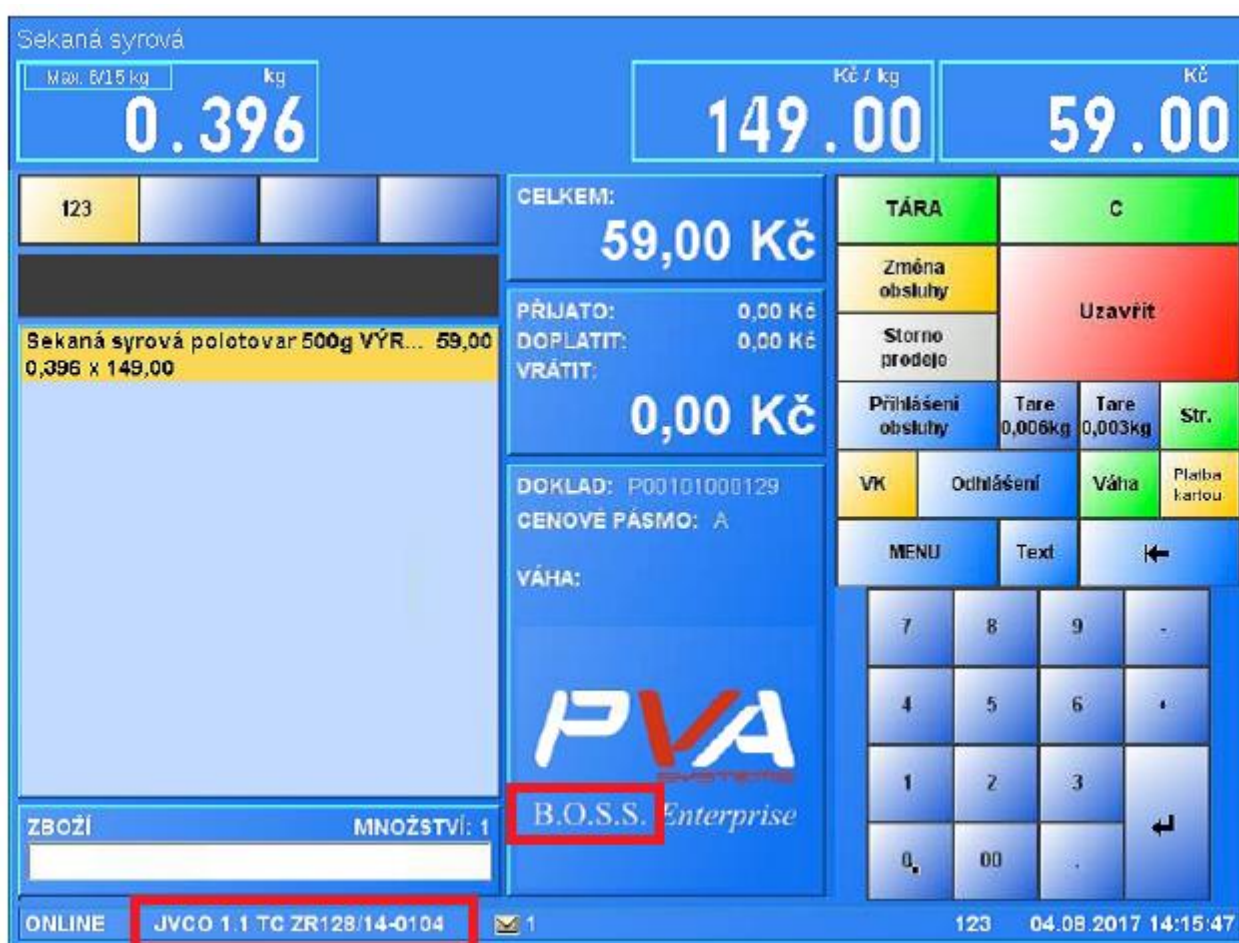 Sekaná syrová
Max. 6/15 kg
kg
0.396
Kč / kg
149.00
Kč
59.00
123
Sekaná syrová polotovar 500g VÝR... 59,00
0,396 x 149,00
ZBOŽÍ MNOŽSTVÍ: 1
CELKEM:
59,00 Kč
PŘIJATO: 0,00 Kč
DOPLATIT: 0,00 Kč
VRÁTIT:
0,00 Kč
DOKLAD: P00101000129
CENOVÉ PÁSMO: A
VÁHA:
PVA
SYSTEMS
B.O.S.S. Enterprise
TÁRA
C
Změna
obsluhy
Uzavřít
Storno
prodeje
Přihlášení
obsluhy
Tare
0,006kg
Tare
0,003kg
Str.
VK
Odhlášení
Váha
Platba
kartou
MENU
Text
7 8 9 -
4 5 6
1 2 3
0, 00 .
ONLINE JVCO 1.1 TC ZR128/14-0104 1 123 04.08.2017 14:15:47